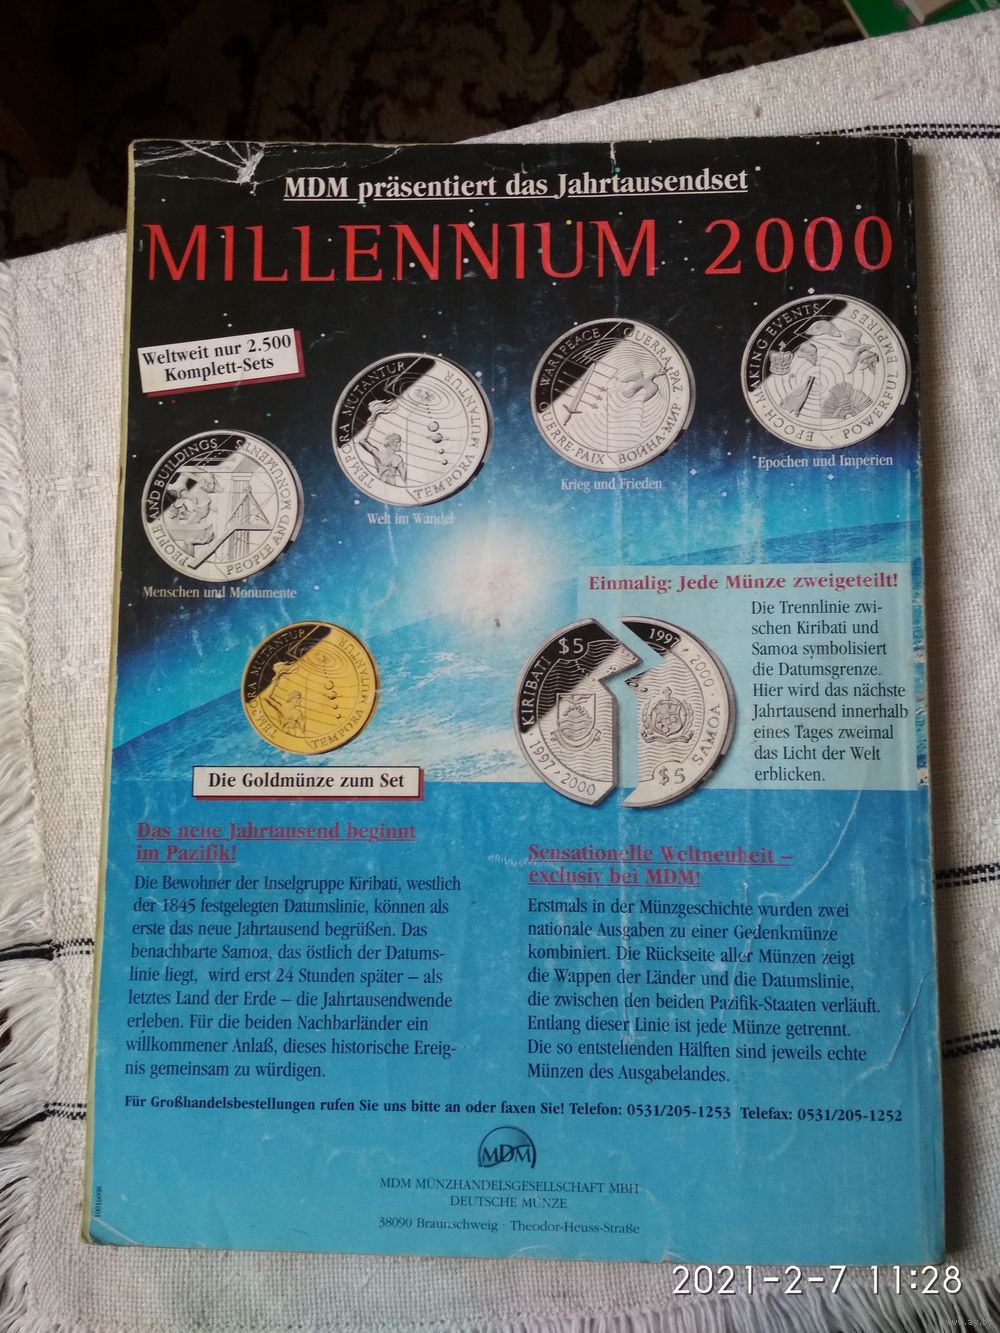 MDM präsentiert das Jahrtausendset
MILLENNIUM 2000
Weltweit nur 2.500
Komplett-Sets
PEOPLE AND BUILDINGS
MONUMENTS
PEOPLE AND
Menschen und Monumente
TEMPORA MUTANTUR
TEMPORA MUTANTUR
Welt im Wandel
WAR PEACE · GUERRA PAZ
GUERRE · PAIX ВОЙНА · МИР
Krieg und Frieden
EPOCH · MAKING EVENTS
EPOCH · POWERFUL EMPIRES
Epochen und Imperien
TEMPORA MUTANTUR
TEMPORA MUTANTUR
Die Goldmünze zum Set
Einmalig: Jede Münze zweigeteilt!
KIRIBATI $5
1997 2000
1997 2000
SAMOA
$5
Die Trennlinie zwi-
schen Kiribati und
Samoa symbolisiert
die Datumsgrenze.
Hier wird das nächste
Jahrtausend innerhalb
eines Tages zweimal
das Licht der Welt
erblicken.
Das neue Jahrtausend beginnt
im Pazifik!
Die Bewohner der Inselgruppe Kiribati, westlich
der 1845 festgelegten Datumslinie, können als
erste das neue Jahrtausend begrüßen. Das
benachbarte Samoa, das östlich der Datums-
linie liegt, wird erst 24 Stunden später – als
letztes Land der Erde – die Jahrtausendwende
erleben. Für die beiden Nachbarländer ein
willkommener Anlaß, dieses historische Ereig-
nis gemeinsam zu würdigen.
Sensationelle Weltneuheit –
exclusiv bei MDM!
Erstmals in der Münzgeschichte wurden zwei
nationale Ausgaben zu einer Gedenkmünze
kombiniert. Die Rückseite aller Münzen zeigt
die Wappen der Länder und die Datumslinie,
die zwischen den beiden Pazifik-Staaten verläuft.
Entlang dieser Linie ist jede Münze getrennt.
Die so entstehenden Hälften sind jeweils echte
Münzen des Ausgabelandes.
Für Großhandelsbestellungen rufen Sie uns bitte an oder faxen Sie! Telefon: 0531/205-1253 Telefax: 0531/205-1252
MDM
MDM MÜNZHANDELSGESELLSCHAFT MBH
DEUTSCHE MÜNZE
38090 Braunschweig · Theodor-Heuss-Straße
2021-2-7 11:28